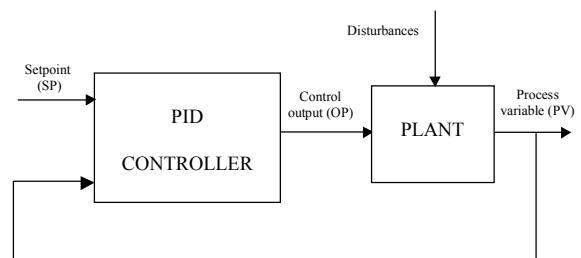 Disturbances
Setpoint
(SP)
PID
CONTROLLER
Control
output (OP)
PLANT
Process
variable (PV)